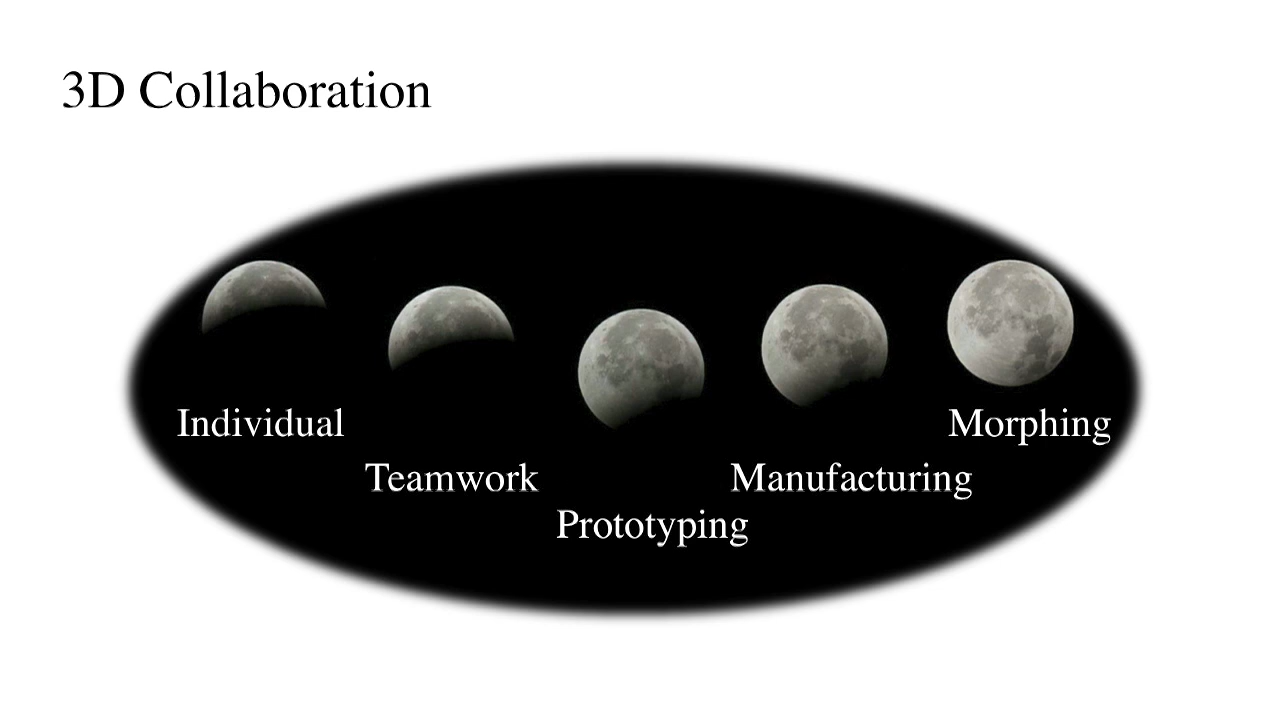 3D Collaboration
Individual
Teamwork
Prototyping
Manufacturing
Morphing